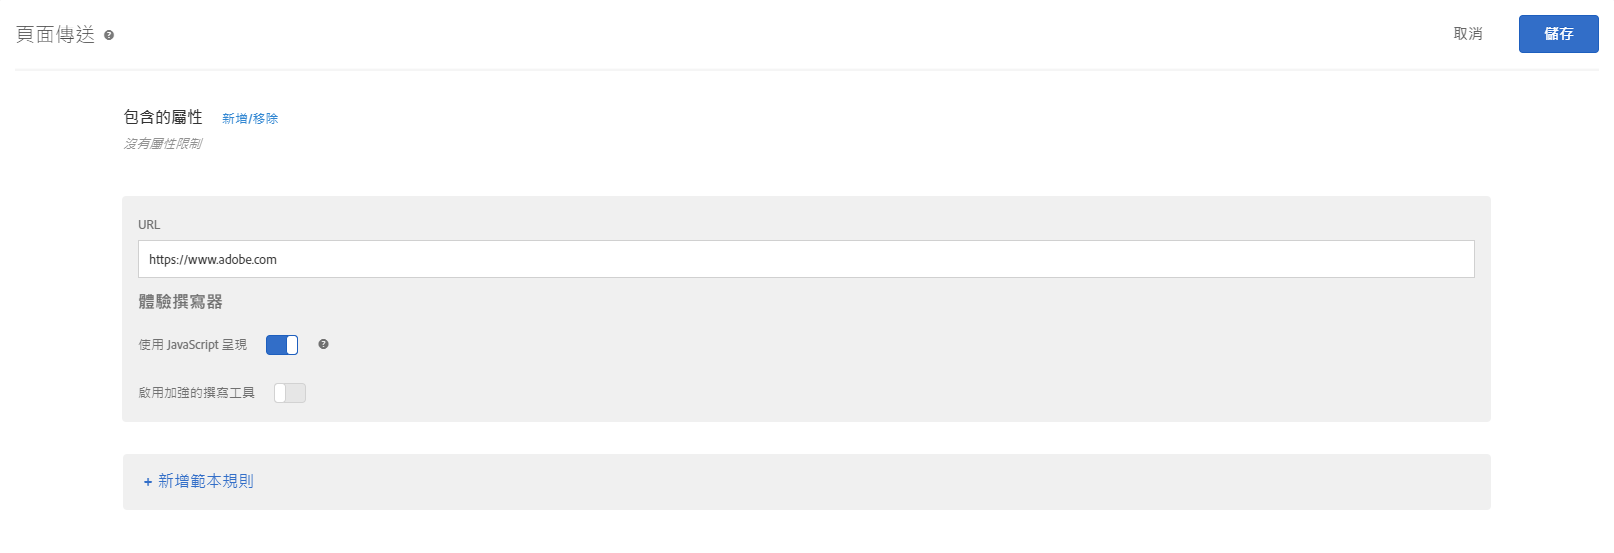 頁面傳送
取消
儲存
包含的屬性 新增/移除
沒有屬性限制
URL
https://www.adobe.com
體驗撰寫器
使用 JavaScript 呈現
啟用加強的撰寫工具
+ 新增範本規則